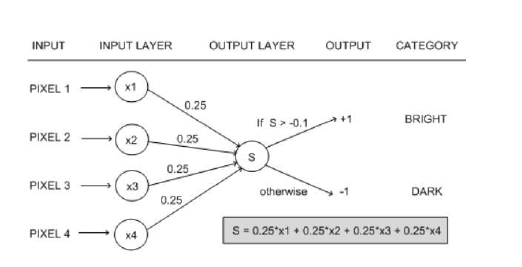 INPUT INPUT LAYER OUTPUT LAYER OUTPUT CATEGORY
PIXEL 1 x1
0.25
If S > -0.1 +1 BRIGHT
PIXEL 2 x2 0.25
S
0.25
PIXEL 3 x3
otherwise -1 DARK
0.25
PIXEL 4 x4
S = 0.25*x1 + 0.25*x2 + 0.25*x3 + 0.25*x4